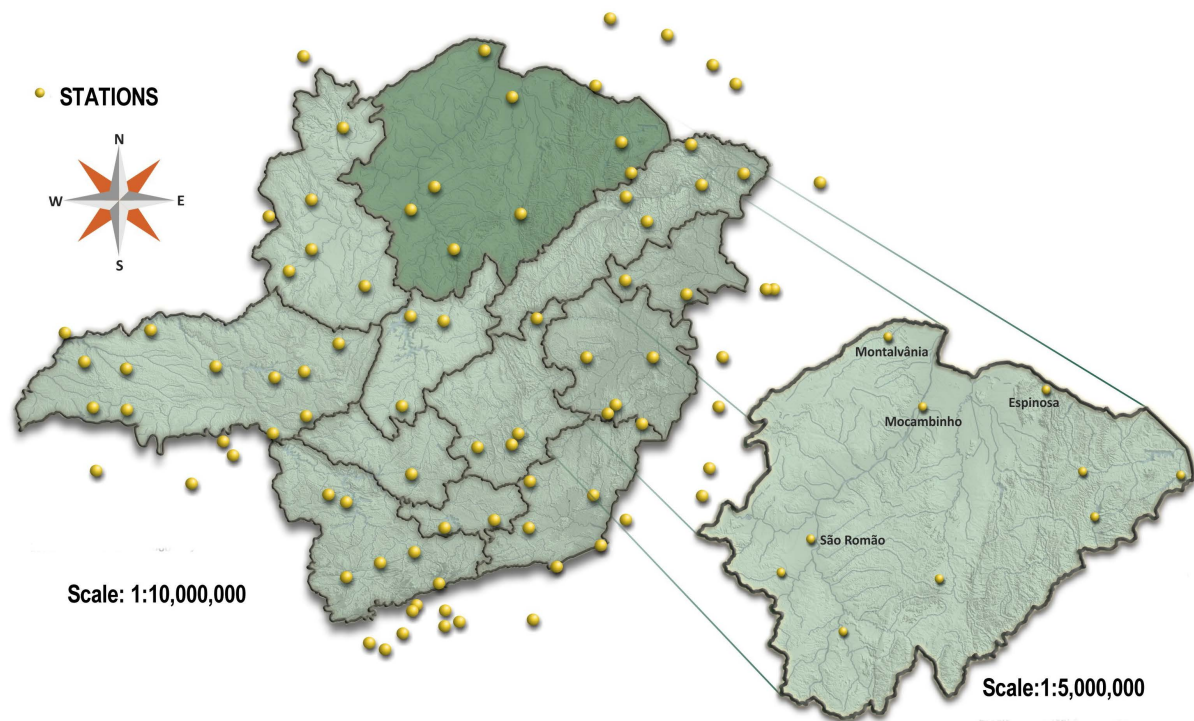 STATIONS
N
W
E
S
Montalvânia
Espinosa
Mocambinho
São Romão
Scale: 1:10,000,000
Scale:1:5,000,000